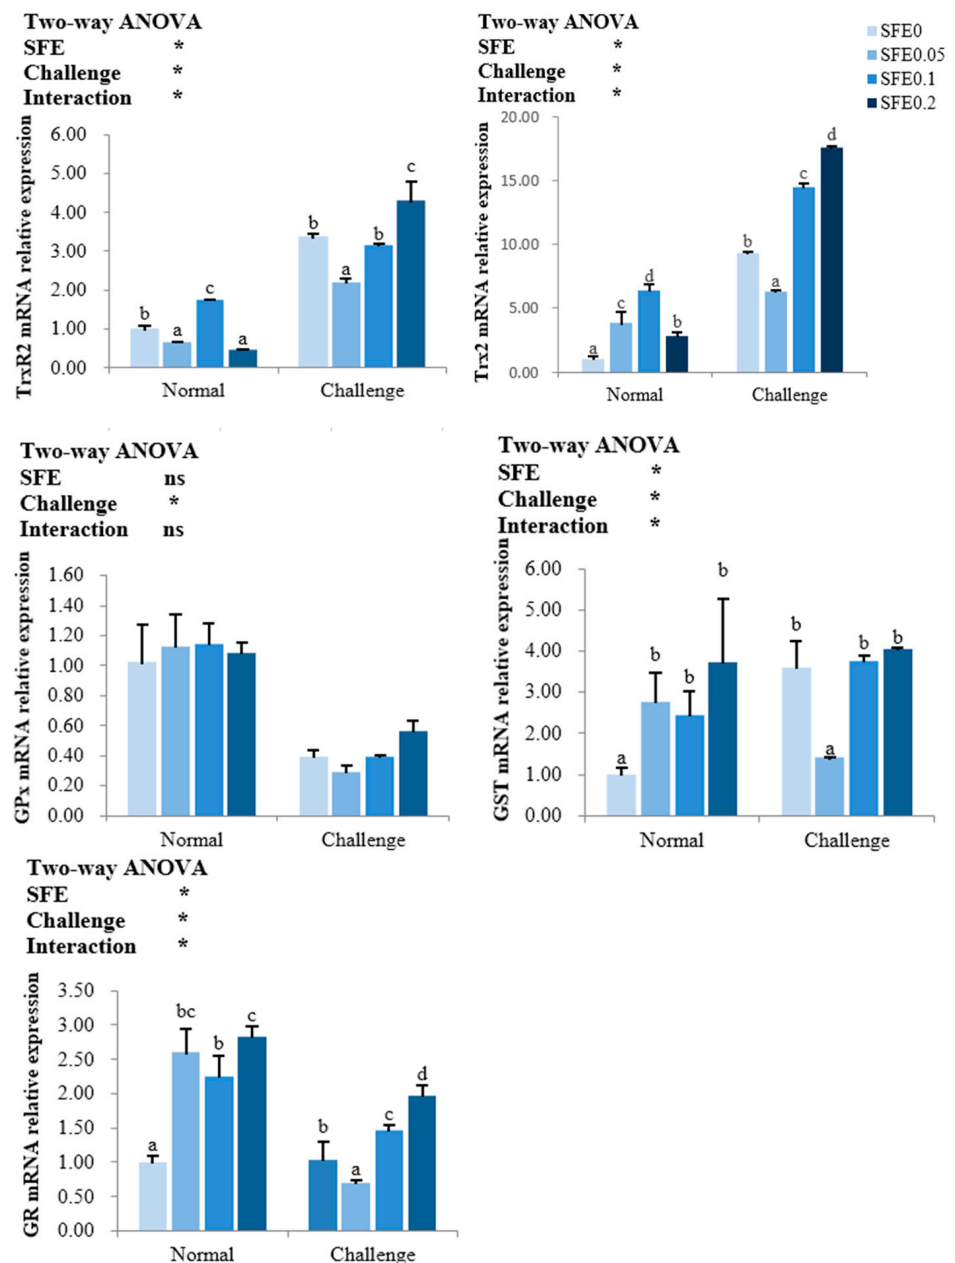 Two-way ANOVA
SFE *
Challenge *
Interaction *
TrxR2 mRNA relative expression
6.00
5.00
4.00
3.00
2.00
1.00
0.00
b
a
c
a
b
a
b
c
Normal
Challenge
Two-way ANOVA
SFE *
Challenge *
Interaction *
Trx2 mRNA relative expression
20.00
15.00
10.00
5.00
0.00
a
c
d
b
b
a
c
d
Normal
Challenge
SFE0
SFE0.05
SFE0.1
SFE0.2
Two-way ANOVA
SFE ns
Challenge *
Interaction ns
GPx mRNA relative expression
1.60
1.40
1.20
1.00
0.80
0.60
0.40
0.20
0.00
Normal
Challenge
Two-way ANOVA
SFE *
Challenge *
Interaction *
GST mRNA relative expression
6.00
5.00
4.00
3.00
2.00
1.00
0.00
a
b
b
b
b
a
b
b
Normal
Challenge
Two-way ANOVA
SFE *
Challenge *
Interaction *
GR mRNA relative expression
3.50
3.00
2.50
2.00
1.50
1.00
0.50
0.00
a
bc
b
c
b
a
c
d
Normal
Challenge